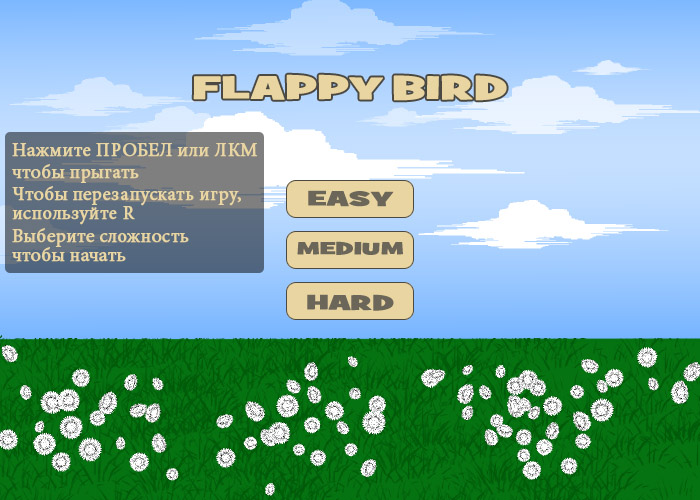 FLAPPY BIRD
Нажмите ПРОБЕЛ или ЛКМ
чтобы прыгать
Чтобы перезапускать игру,
используйте R
Выберите сложность
чтобы начать
EASY
MEDIUM
HARD